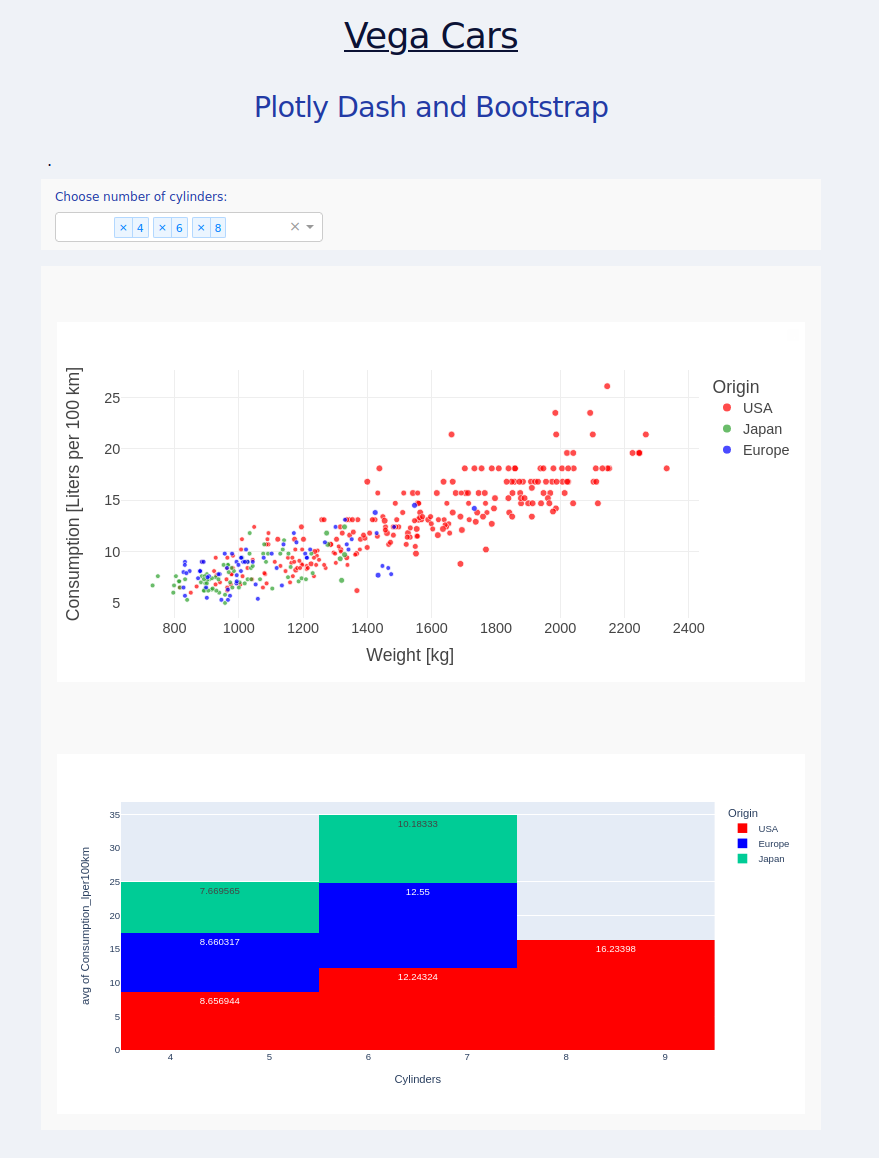 Vega Cars
Plotly Dash and Bootstrap
.
Choose number of cylinders:
× 4 × 6 × 8 ×
Consumption [Liters per 100 km]
25
20
15
10
5
800 1000 1200 1400 1600 1800 2000 2200 2400
Weight [kg]
Origin
USA
Japan
Europe
avg of Consumption_lper100km
35
30
25
20
15
10
5
0
10.18333
7.669565
12.55
8.660317
16.23398
12.24324
8.656944
4 5 6 7 8 9
Cylinders
Origin
USA
Europe
Japan